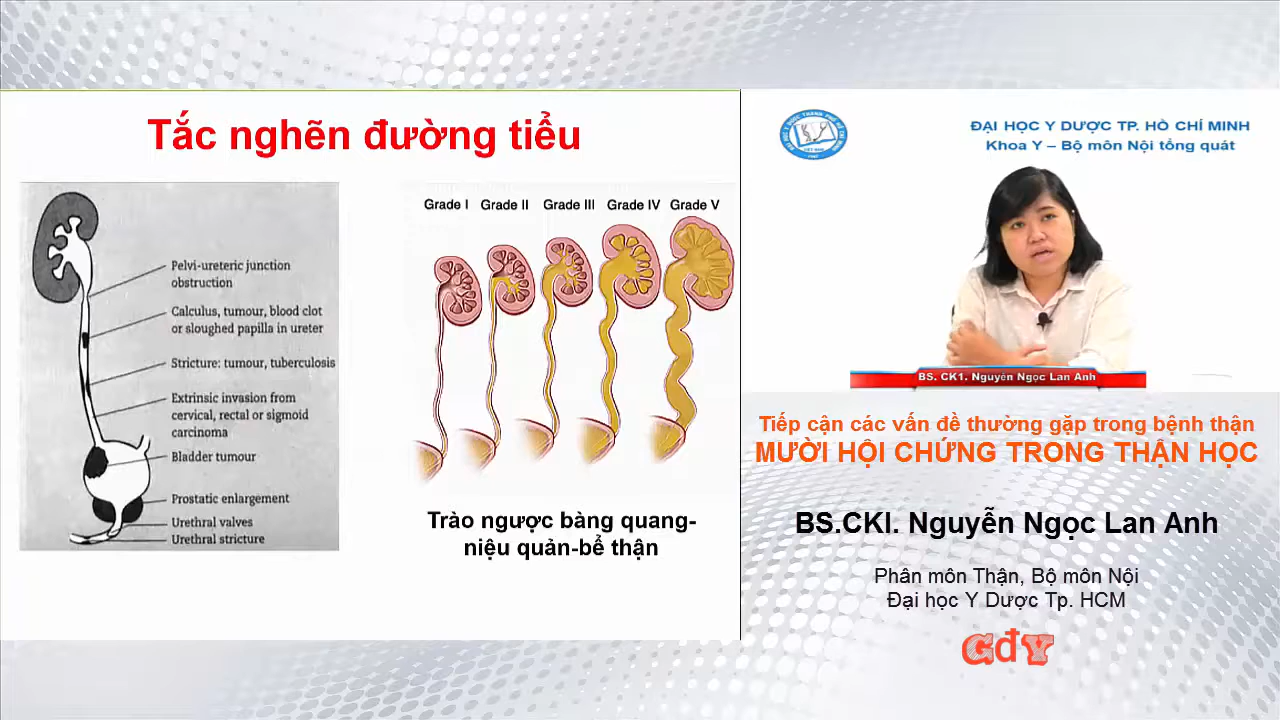 Tắc nghẽn đường tiểu
Pelvi-ureteric junction
obstruction
Calculus, tumour, blood clot
or sloughed papilla in ureter
Stricture: tumour, tuberculosis
Extrinsic invasion from
cervical, rectal or sigmoid
carcinoma
Bladder tumour
Prostatic enlargement
Urethral valves
Urethral stricture
Grade I Grade II Grade III Grade IV Grade V
Trào ngược bàng quang-
niệu quản-bể thận
ĐẠI HỌC Y DƯỢC TP. HỒ CHÍ MINH
Khoa Y – Bộ môn Nội tổng quát
BS. CK1. Nguyễn Ngọc Lan Anh
Tiếp cận các vấn đề thường gặp trong bệnh thận
MƯỜI HỘI CHỨNG TRONG THẬN HỌC
BS.CKI. Nguyễn Ngọc Lan Anh
Phân môn Thận, Bộ môn Nội
Đại học Y Dược Tp. HCM
GđY